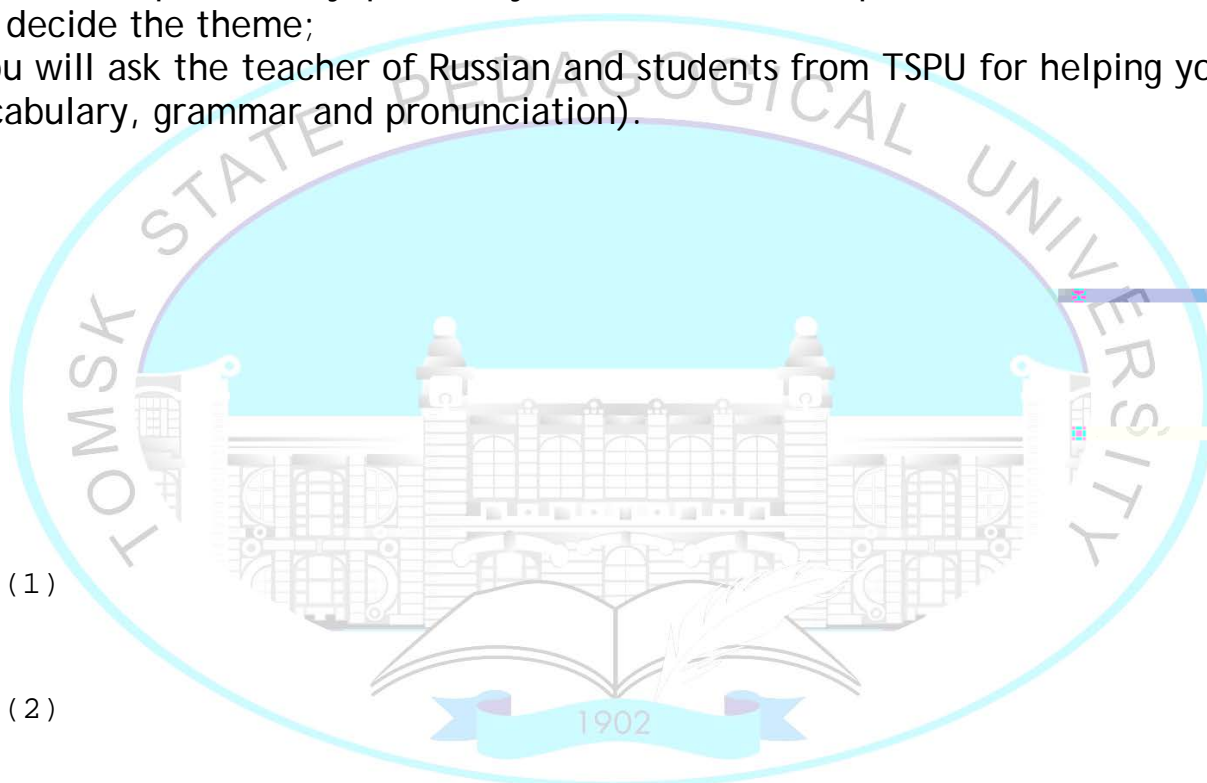 decide the theme;
u will ask the teacher of Russian and students from TSPU for helping yo
cabulary, grammar and pronunciation).
TOMSK STATE PEDAGOGICAL UNIVERSITY
(1)
(2)
1902